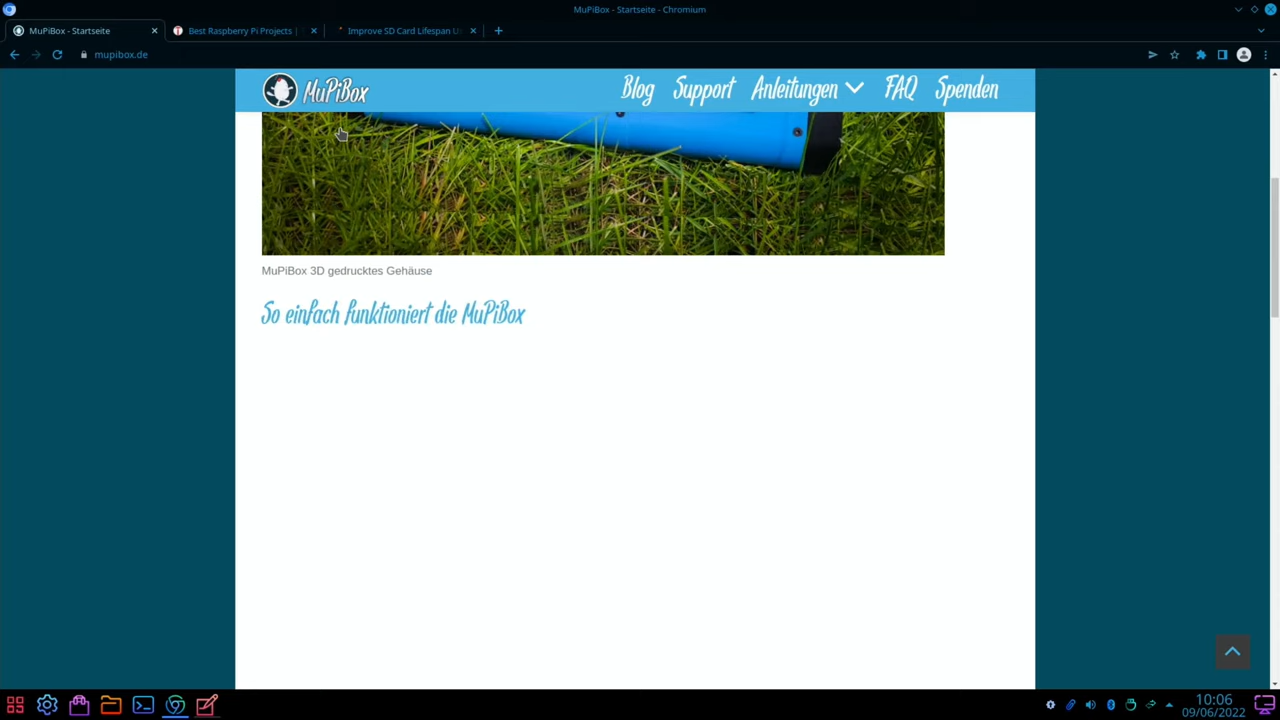 MuPiBox - Startseite - Chromium
MuPiBox - Startseite
Best Raspberry Pi Projects |
Improve SD Card Lifespan U
mupibox.de
MuPiBox
Blog
Support
Anleitungen
FAQ
Spenden
MuPiBox 3D gedrucktes Gehäuse
So einfach funktioniert die MuPiBox
10:06
09/06/2022